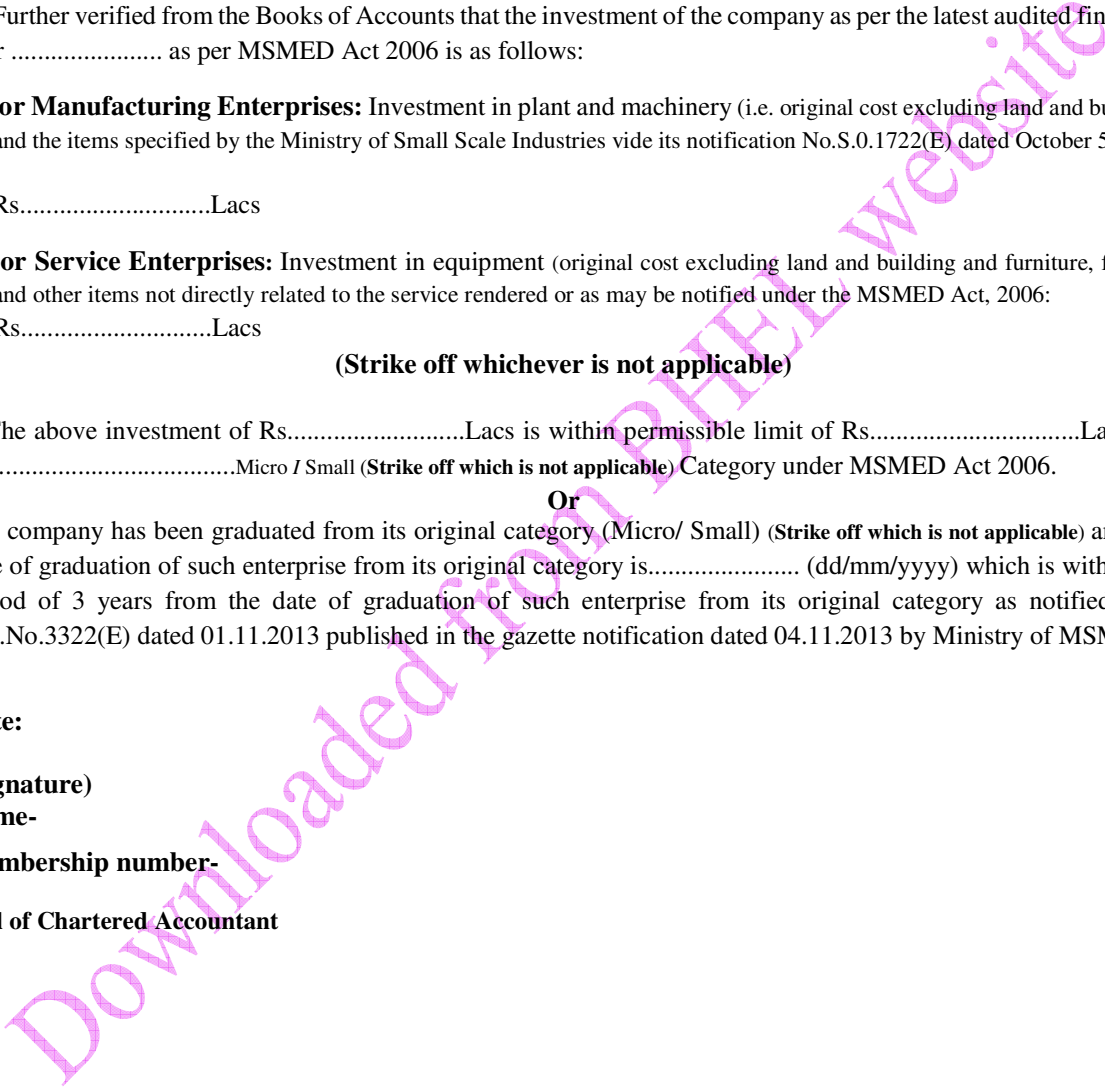 Further verified from the Books of Accounts that the investment of the company as per the latest audited fin
r ....................... as per MSMED Act 2006 is as follows:
or Manufacturing Enterprises: Investment in plant and machinery (i.e. original cost excluding land and bu
and the items specified by the Ministry of Small Scale Industries vide its notification No.S.0.1722(E) dated October 5
Rs.............................Lacs
or Service Enterprises: Investment in equipment (original cost excluding land and building and furniture, f
and other items not directly related to the service rendered or as may be notified under the MSMED Act, 2006:
Rs.............................Lacs
(Strike off whichever is not applicable)
he above investment of Rs...........................Lacs is within permissible limit of Rs................................La
....................................Micro I Small (Strike off which is not applicable) Category under MSMED Act 2006.
Or
company has been graduated from its original category (Micro/ Small) (Strike off which is not applicable) a
e of graduation of such enterprise from its original category is....................... (dd/mm/yyyy) which is with
od of 3 years from the date of graduation of such enterprise from its original category as notified
.No.3322(E) dated 01.11.2013 published in the gazette notification dated 04.11.2013 by Ministry of MSM
te:
gnature)
me-
mbership number-
l of Chartered Accountant
Downloaded from BHEL website